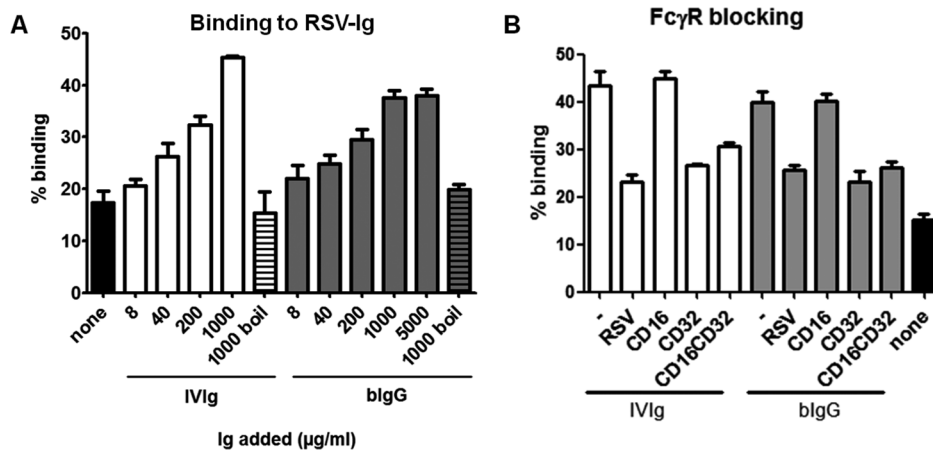 A
Binding to RSV-Ig
% binding
50
40
30
20
10
0
none
8
40
200
1000
1000 boil
8
40
200
1000
5000
1000 boil
IVIg
bIgG
Ig added (µg/ml)
B
FcγR blocking
% binding
50
40
30
20
10
0
-
RSV
CD16
CD32
CD16CD32
-
RSV
CD16
CD32
CD16CD32
none
IVIg
bIgG